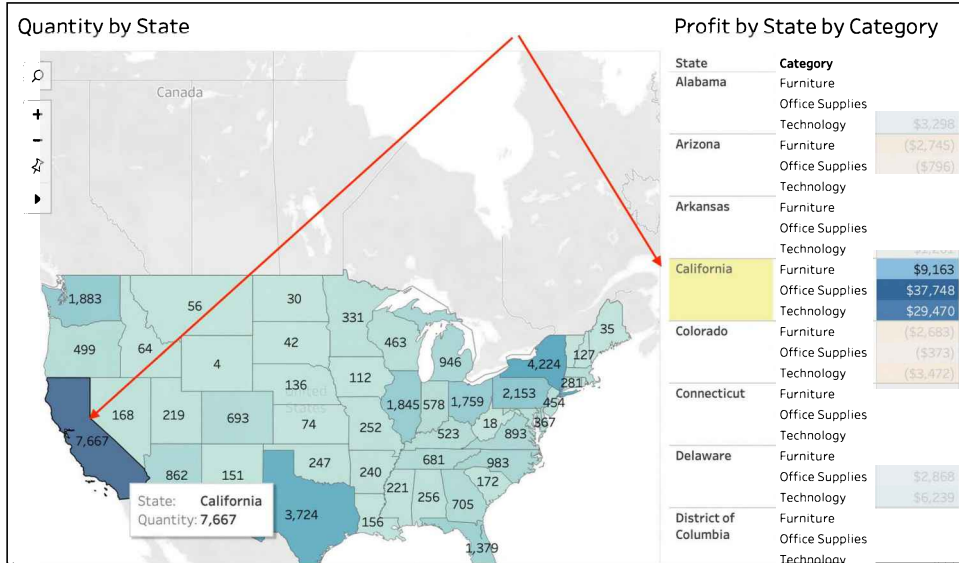 Quantity by State
Profit by State by Category
Canada
1,883
56
30
331
463
35
499
64
4
42
946
4,224
127
136
112
United
States
1,845
578
1,759
2,153
281
454
168
219
693
74
252
523
18
893
367
7,667
862
151
247
240
681
983
221
256
705
172
3,724
156
1,379
State: California
Quantity: 7,667
State Category
Alabama Furniture
Office Supplies
Technology $3,298
Arizona Furniture ($2,745)
Office Supplies ($796)
Technology
Arkansas Furniture
Office Supplies
Technology
California Furniture $9,163
Office Supplies $37,748
Technology $29,470
Colorado Furniture ($2,683)
Office Supplies ($373)
Technology ($3,472)
Connecticut Furniture
Office Supplies
Technology
Delaware Furniture
Office Supplies $2,868
Technology $6,239
District of Furniture
Columbia Office Supplies
Technology